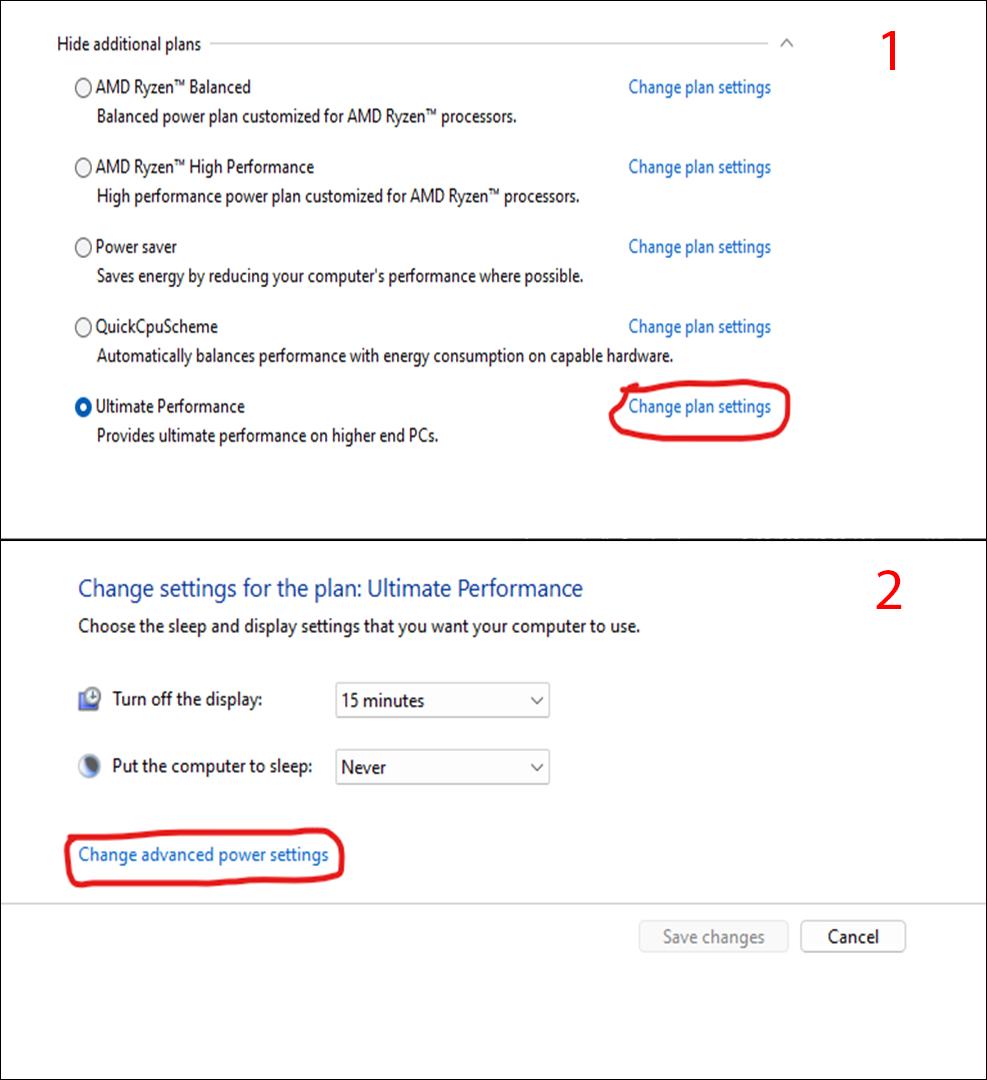 1
Hide additional plans
AMD Ryzen™ Balanced Change plan settings
Balanced power plan customized for AMD Ryzen™ processors.
AMD Ryzen™ High Performance Change plan settings
High performance power plan customized for AMD Ryzen™ processors.
Power saver Change plan settings
Saves energy by reducing your computer's performance where possible.
QuickCpuScheme Change plan settings
Automatically balances performance with energy consumption on capable hardware.
Ultimate Performance Change plan settings
Provides ultimate performance on higher end PCs.
2
Change settings for the plan: Ultimate Performance
Choose the sleep and display settings that you want your computer to use.
Turn off the display: 15 minutes
Put the computer to sleep: Never
Change advanced power settings
Save changes Cancel